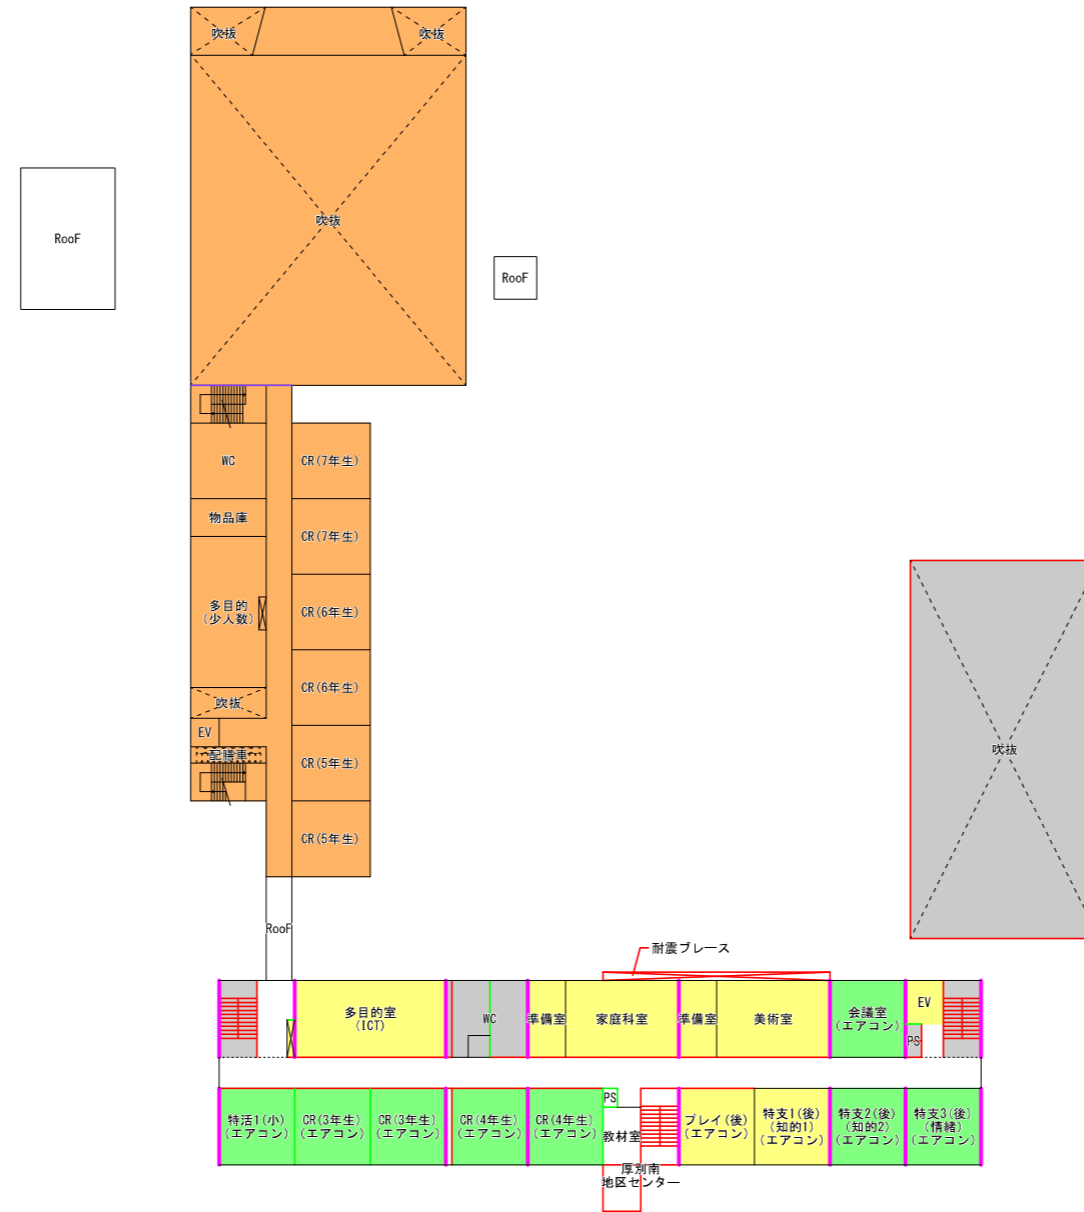 吹抜
吹抜
吹抜
RooF
RooF
WC
CR(7年生)
物品庫
CR(7年生)
多目的
(少人数)
CR(6年生)
CR(6年生)
吹抜
EV
配膳車
CR(5年生)
CR(5年生)
吹抜
RooF
耐震ブレース
多目的室
(ICT)
WC
準備室
家庭科室
準備室
美術室
会議室
(エアコン)
EV
PS
特活1(小)
(エアコン)
CR(3年生)
(エアコン)
CR(3年生)
(エアコン)
CR(4年生)
(エアコン)
CR(4年生)
(エアコン)
PS
教材室
プレイ(後)
(エアコン)
特支1(後)
(知的1)
(エアコン)
特支2(後)
(知的2)
(エアコン)
特支3(後)
(情緒)
(エアコン)
厚別南
地区センター